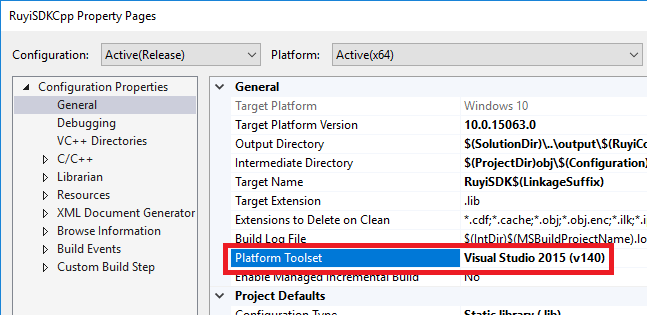 RuyiSDKCpp Property Pages
Configuration: Active(Release) Platform: Active(x64)
Configuration Properties
General
Debugging
VC++ Directories
C/C++
Librarian
Resources
XML Document Generator
Browse Information
Build Events
Custom Build Step
General
Target Platform Windows 10
Target Platform Version 10.0.15063.0
Output Directory $(SolutionDir)\..\output\$(RuyiCo
Intermediate Directory $(ProjectDir)obj\$(Configuration)
Target Name RuyiSDK$(LinkageSuffix)
Target Extension .lib
Extensions to Delete on Clean *.cdf;*.cache;*.obj;*.obj.enc;*.ilk;*.i
Build Log File $(IntDir)$(MSBuildProjectName).lo
Platform Toolset Visual Studio 2015 (v140)
Enable Managed Incremental Build No
Project Defaults
Configuration Type Static library (.lib)